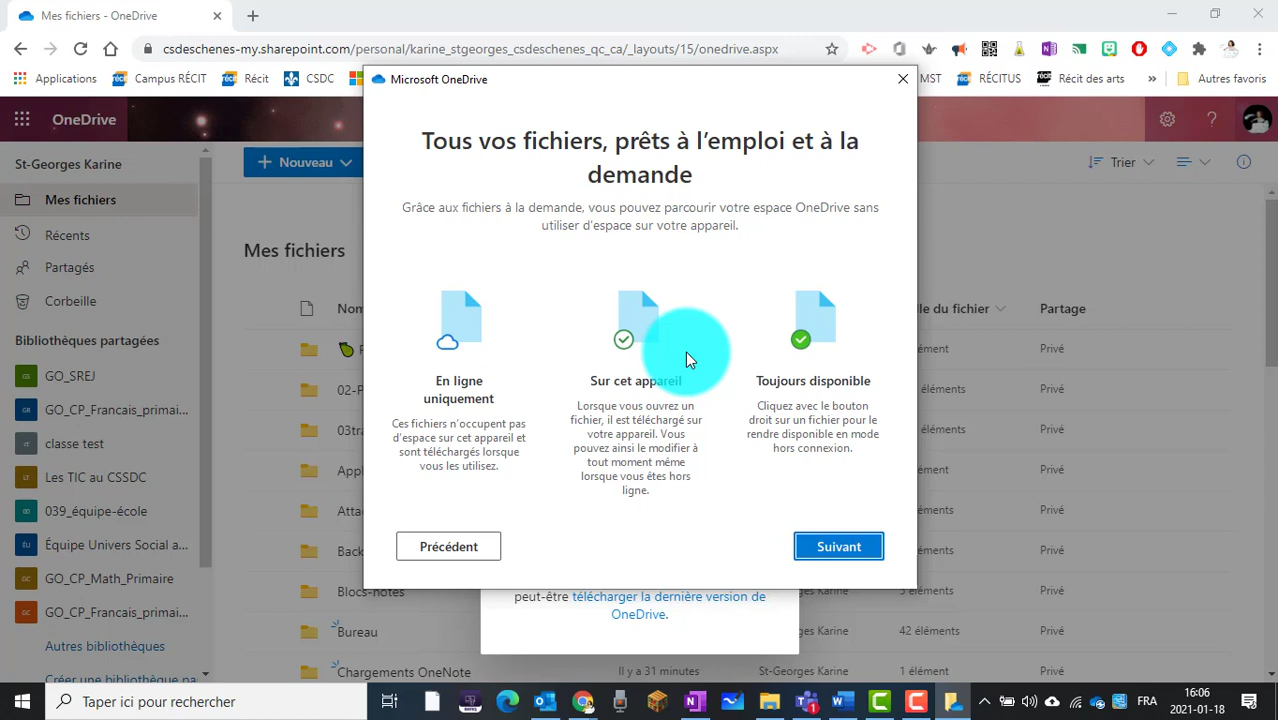 Mes fichiers - OneDrive
csdeschenes-my.sharepoint.com/personal/karine_stgeorges_csdeschenes_qc_ca/_layouts/15/onedrive.aspx
Applications
Campus RÉCIT
Récit
CSDC
MST
RÉCITUS
Récit des arts
»
Autres favoris
OneDrive
?
Microsoft OneDrive
St-Georges Karine
Nouveau
Trier
Mes fichiers
Récents
Partagés
Corbeille
Bibliothèques partagées
GO_SREJ
GO_CP_Francais_primai...
classe test
Les TIC au CSSDC
039_équipe-école
Équipe Univers Social a...
GO_CP_Math_Primaire
GO_CP_Francais_primai...
Autres bibliothèques
Mes fichiers
Partage
Privé
Privé
Privé
Privé
Privé
Privé
Blocs-notes
Privé
Bureau
St-Georges Karine
42 éléments
Privé
Chargements OneNote
Il y a 31 minutes
St-Georges Karine
1 élément
Privé
Tous vos fichiers, prêts à l’emploi et à la
demande
Grâce aux fichiers à la demande, vous pouvez parcourir votre espace OneDrive sans
utiliser d’espace sur votre appareil.
En ligne
uniquement
Ces fichiers n’occupent pas
d’espace sur cet appareil et
sont téléchargés lorsque
vous les utilisez.
Sur cet appareil
Lorsque vous ouvrez un
fichier, il est téléchargé sur
votre appareil. Vous
pouvez ainsi le modifier à
tout moment même
lorsque vous êtes hors
ligne.
Toujours disponible
Cliquez avec le bouton
droit sur un fichier pour le
rendre disponible en mode
hors connexion.
Précédent
Suivant
peut-être télécharger la dernière version de
OneDrive.
Taper ici pour rechercher
FRA
16:06
2021-01-18